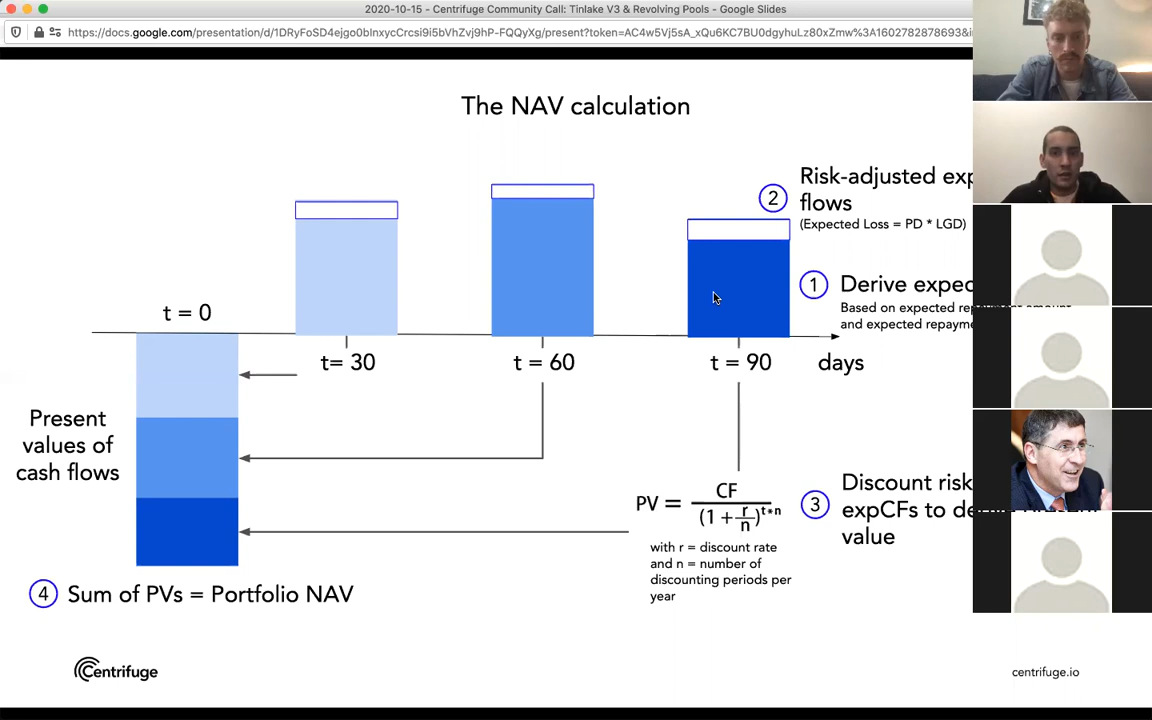 2020-10-15 - Centrifuge Community Call: Tinlake V3 & Revolving Pools - Google Slides
The NAV calculation
2
Risk-adjusted exp
flows
(Expected Loss = PD * LGD)
1
Derive expec
Based on expected repayment amount
and expected repayme
t = 0
t= 30
t = 60
t = 90
days
Present
values of
cash flows
PV = CF / (1 + r/n)^t*n
with r = discount rate
and n = number of
discounting periods per
year
3
Discount risk
expCFs to de
value
4
Sum of PVs = Portfolio NAV
Centrifuge
centrifuge.io